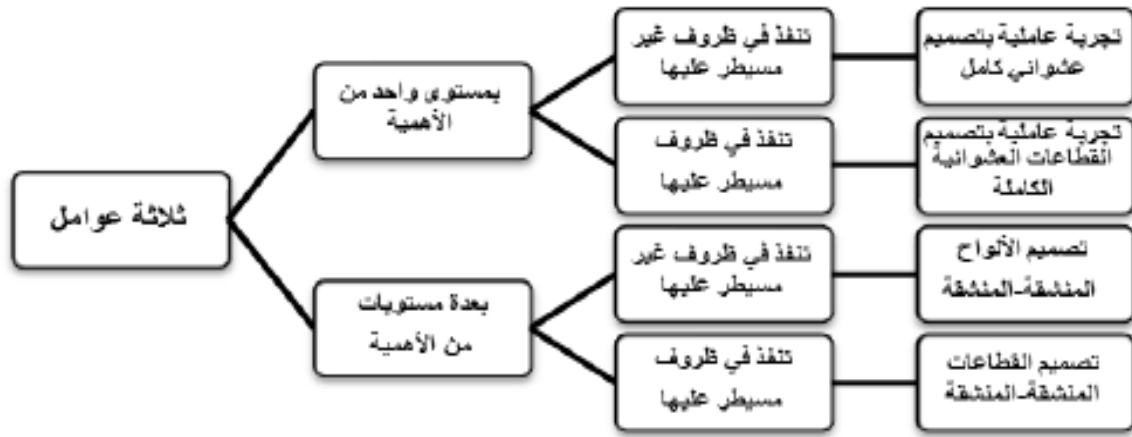 ثلاثة عوامل
بمستوى واحد من
الأهمية
تنفذ في ظروف غير
مسيطر عليها
تجربة عاملية بتصميم
عشوائي كامل
تنفذ في ظروف
مسيطر عليها
تجربة عاملية بتصميم
القطاعات العشوائية
الكاملة
بعدة مستويات
من الأهمية
تنفذ في ظروف غير
مسيطر عليها
تصميم الألواح
المنشقة-المنشقة
تنفذ في ظروف
مسيطر عليها
تصميم القطاعات
المنشقة-المنشقة